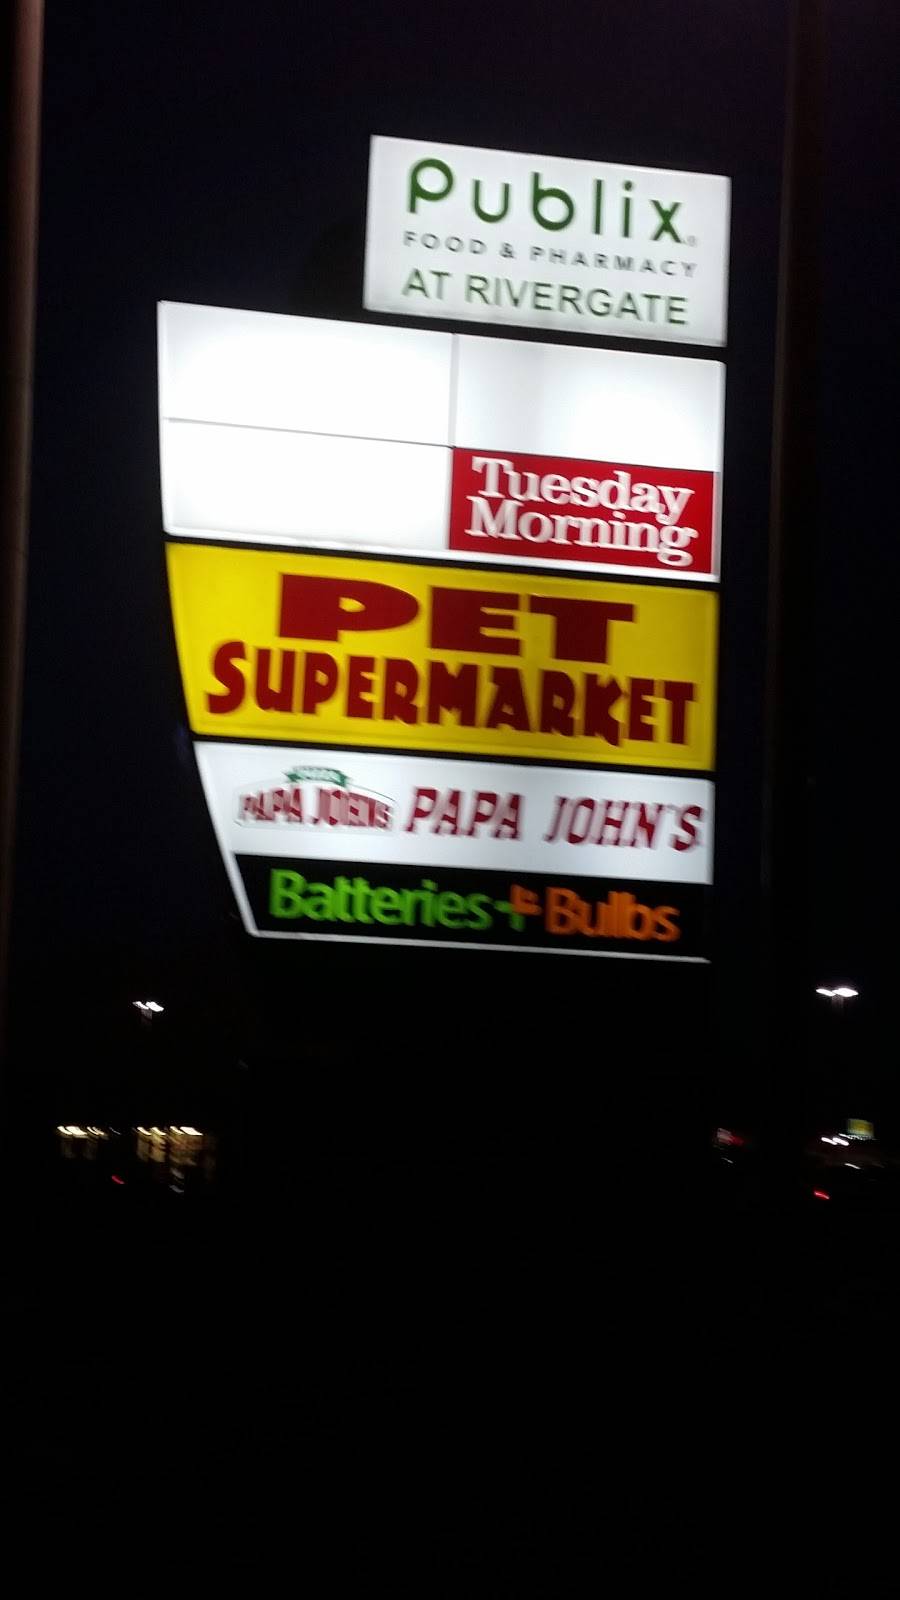 Publix®
FOOD & PHARMACY
AT RIVERGATE
Tuesday
Morning
PET
SUPERMARKET
PAPA JOHN'S PAPA JOHN'S
Batteries + Bulbs